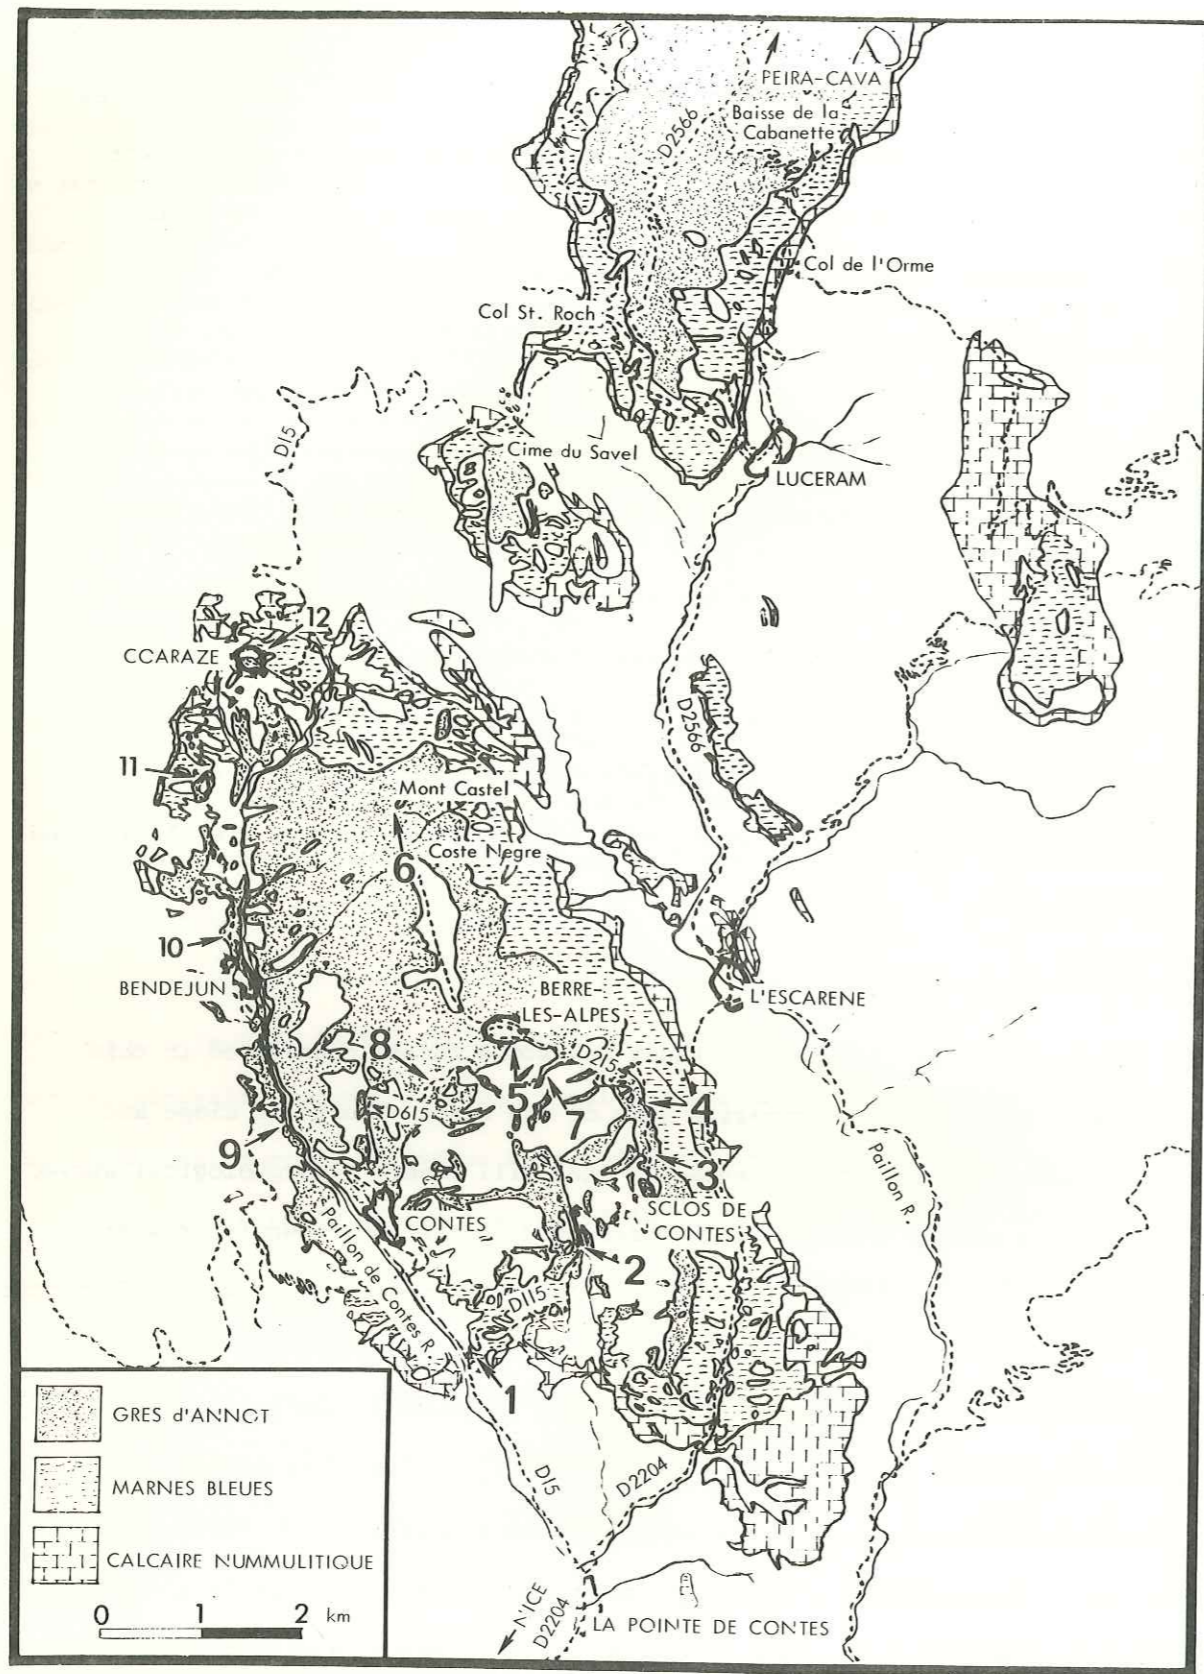 PEIRA-CAVA
Baisse de la
Cabanette
D2566
Col de l'Orme
Col St. Roch
D15
Cime du Savel
LUCERAM
12
CCARAZE
D2566
11
Mont Castel
Coste Negre
6
10
BENDEJUN
BERRE-
LES-ALPES
L'ESCARENE
8
D215
5
7
4
D615
9
3
Paillon R.
SCLOS DE
CONTES
CONTES
Paillon de Contes R.
2
D115
1
GRES d'ANNOT
MARNES BLEUES
CALCAIRE NUMMULITIQUE
0 1 2 km
D15
D2204
NICE
D2204
LA POINTE DE CONTES